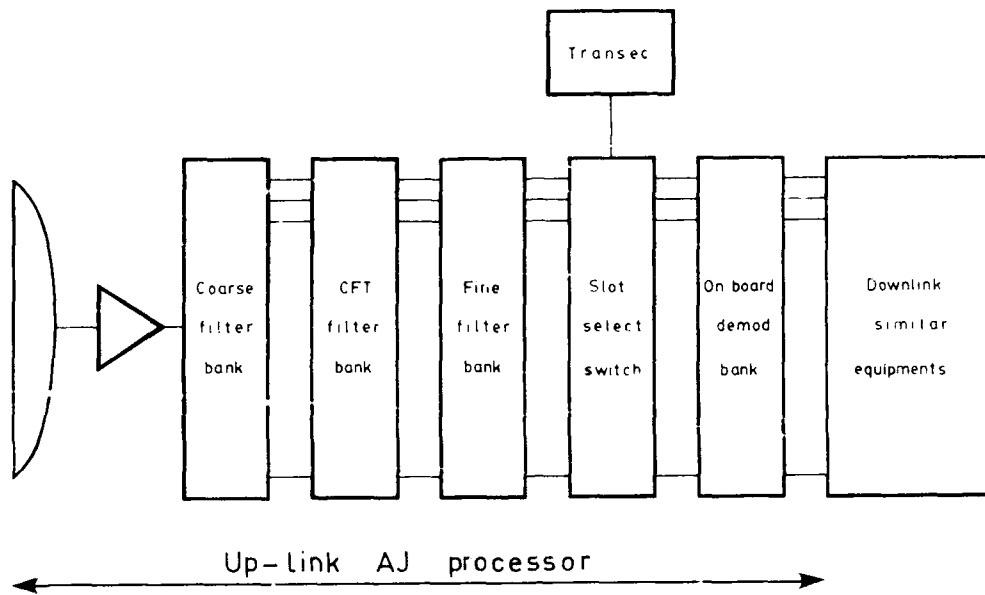 Transec
Coarse
filter
bank
CFT
filter
bank
Fine
filter
bank
Slot
select
switch
On board
demod
bank
Downlink
similar
equipments
Up-link AJ processor